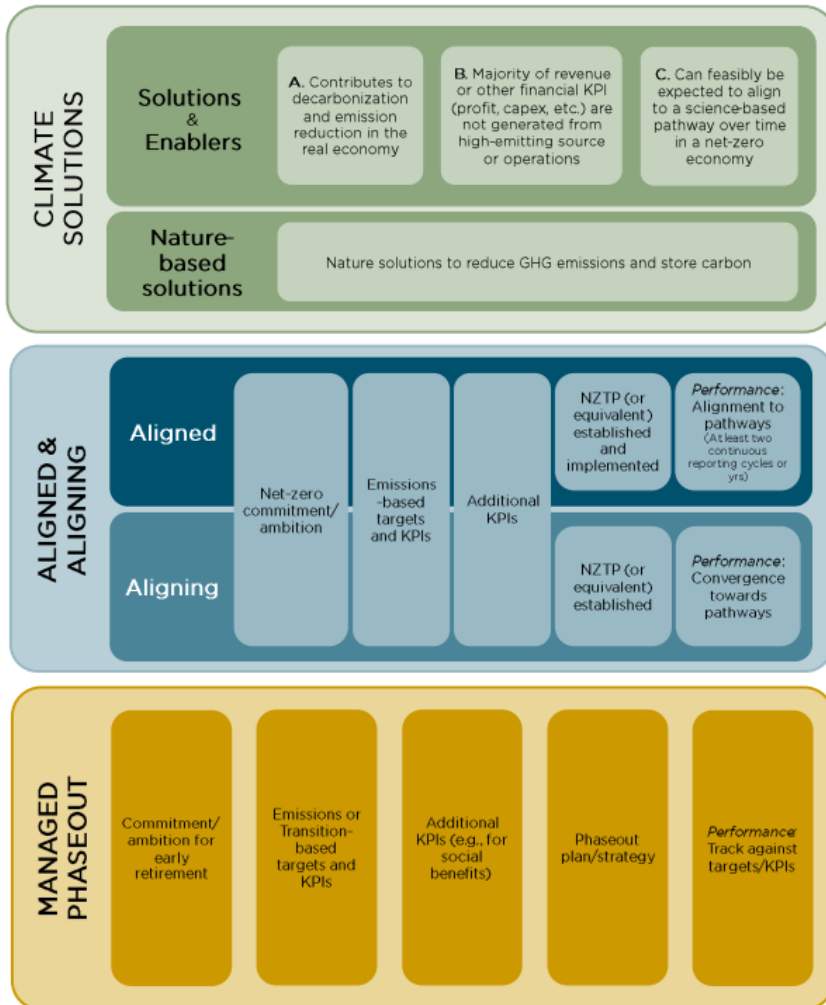 CLIMATE
SOLUTIONS
Solutions
&
Enablers
A. Contributes to
decarbonization
and emission
reduction in the
real economy
B. Majority of revenue
or other financial KPI
(profit, capex, etc.) are
not generated from
high-emitting source
or operations
C. Can feasibly be
expected to align
to a science-based
pathway over time
in a net-zero
economy
Nature-
based
solutions
Nature solutions to reduce GHG emissions and store carbon
ALIGNED &
ALIGNING
Aligned
Aligning
Net-zero
commitment/
ambition
Emissions
-based
targets
and KPIs
Additional
KPIs
NZTP (or
equivalent)
established
and
implemented
Performance:
Alignment to
pathways
(At least two
continuous
reporting cycles or
yrs)
NZTP (or
equivalent)
established
Performance:
Convergence
towards
pathways
MANAGED
PHASEOUT
Commitment/
ambition for
early
retirement
Emissions or
Transition-
based
targets and
KPIs
Additional
KPIs (e.g., for
social
benefits)
Phaseout
plan/strategy
Performance:
Track against
targets/KPIs